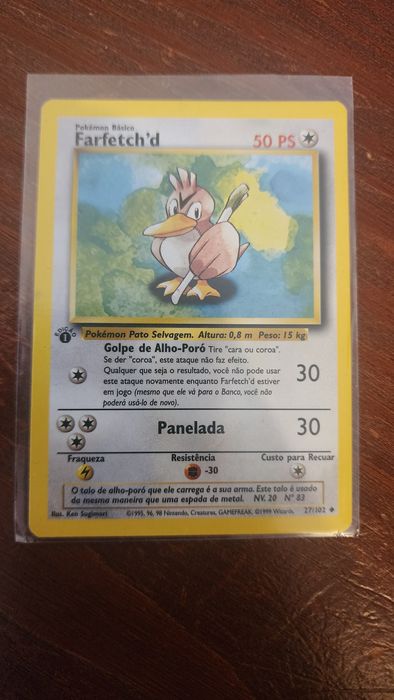 Pokémon Básico
Farfetch'd
50 PS
EDIÇÃO
1
Pokémon Pato Selvagem. Altura: 0,8 m Peso: 15 kg
Golpe de Alho-Poró Tire "cara ou coroa".
Se der "coroa", este ataque não faz efeito.
Qualquer que seja o resultado, você não pode usar
este ataque novamente enquanto Farfetch'd estiver
em jogo (mesmo que ele vá para o Banco, você não
poderá usá-lo de novo).
30
Panelada
30
Fraqueza
Resistência
Custo para Recuar
-30
O talo de alho-poró que ele carrega é a sua arma. Este talo é usado
da mesma maneira que uma espada de metal. NV. 20 Nº 83
Ilus. Ken Sugimori
©1995, 96, 98 Nintendo, Creatures, GAMEFREAK. ©1999 Wizards.
27/102